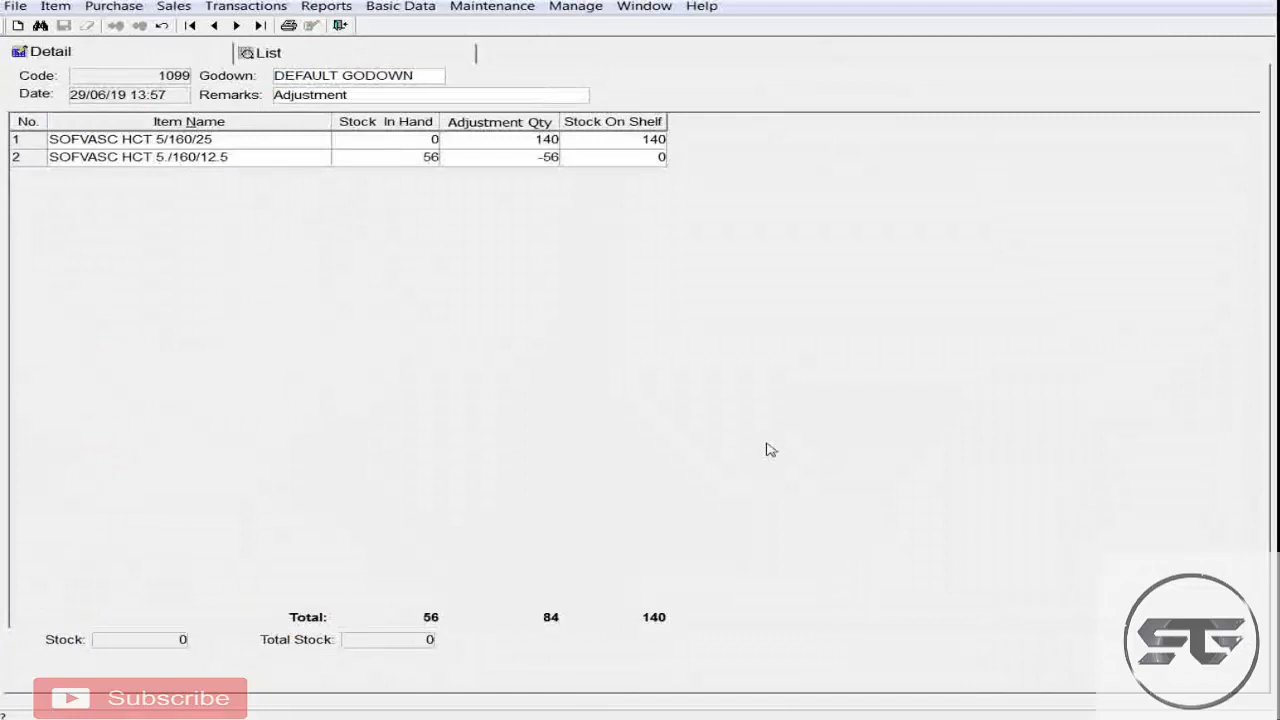 File Item Purchase Sales Transactions Reports Basic Data Maintenance Manage Window Help
Detail List
Code: 1099 Godown: DEFAULT GODOWN
Date: 29/06/19 13:57 Remarks: Adjustment
No. Item Name Stock In Hand Adjustment Qty Stock On Shelf
1 SOFVASC HCT 5/160/25 0 140 140
2 SOFVASC HCT 5./160/12.5 56 -56 0
Total: 56 84 140
Stock: 0 Total Stock: 0
Subscribe
STG
?